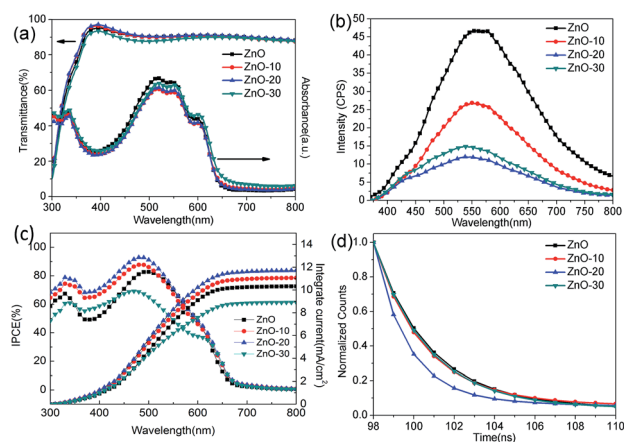 (a)
Transmittance(%)
100
80
60
40
20
0
ZnO
ZnO-10
ZnO-20
ZnO-30
Absorbance(a.u.)
300 400 500 600 700 800
Wavelength(nm)
(b)
Intensity (CPS)
50
45
40
35
30
25
20
15
10
5
0
ZnO
ZnO-10
ZnO-20
ZnO-30
400 450 500 550 600 650 700 750 800
Wavelength(nm)
(c)
IPCE(%)
100
80
60
40
20
0
ZnO
ZnO-10
ZnO-20
ZnO-30
14
12
10
8
6
4
2
0
Integrate current(mA/cm2)
300 400 500 600 700 800
Wavelength(nm)
(d)
Normalized Counts
1.0
0.8
0.6
0.4
0.2
0.0
ZnO
ZnO-10
ZnO-20
ZnO-30
98 100 102 104 106 108 110
Time(ns)